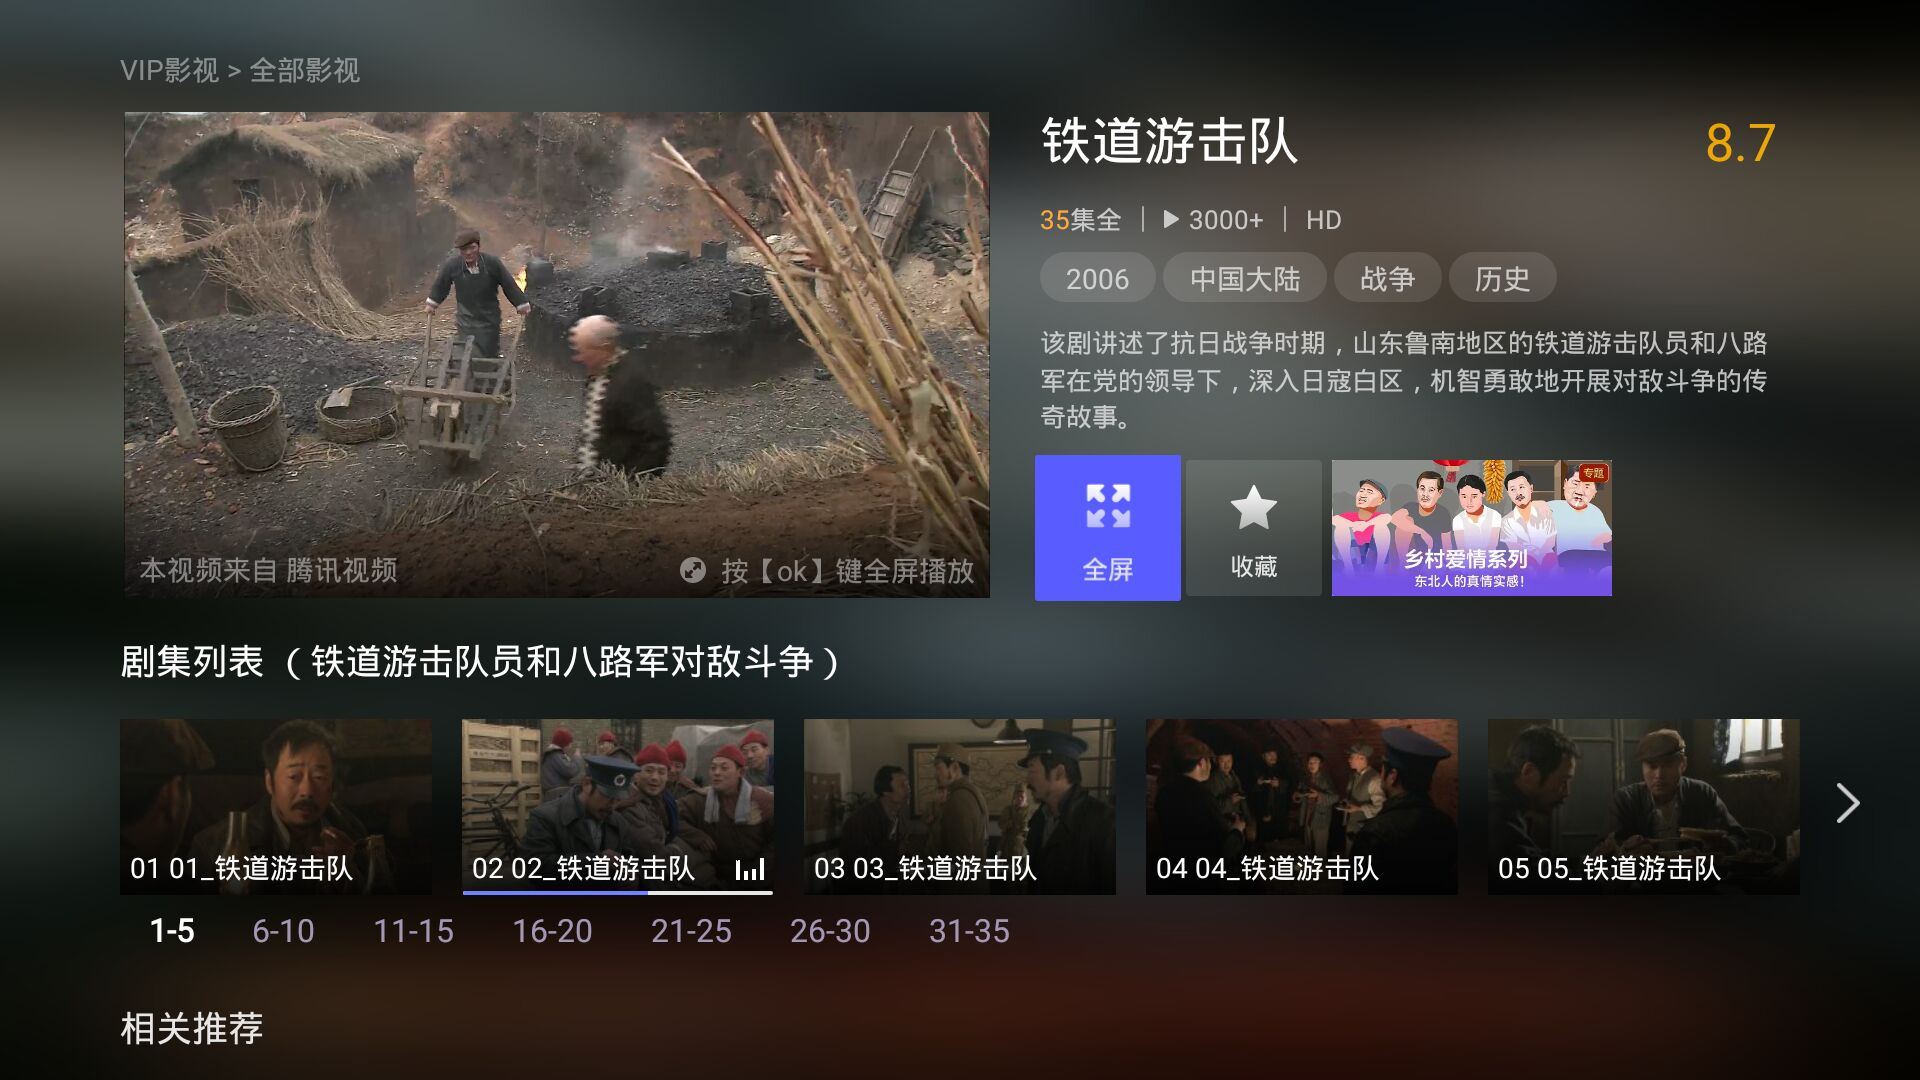 VIP影视 > 全部影视
铁道游击队
8.7
35集全 | 3000+ | HD
2006 中国大陆 战争 历史
该剧讲述了抗日战争时期，山东鲁南地区的铁道游击队员和八路
军在党的领导下，深入日寇白区，机智勇敢地开展对敌斗争的传
奇故事。
本视频来自 腾讯视频
按【ok】键全屏播放
全屏
收藏
专题
乡村爱情系列
东北人的真情实感！
剧集列表 （铁道游击队员和八路军对敌斗争）
01 01_铁道游击队
02 02_铁道游击队
03 03_铁道游击队
04 04_铁道游击队
05 05_铁道游击队
1-5 6-10 11-15 16-20 21-25 26-30 31-35
相关推荐